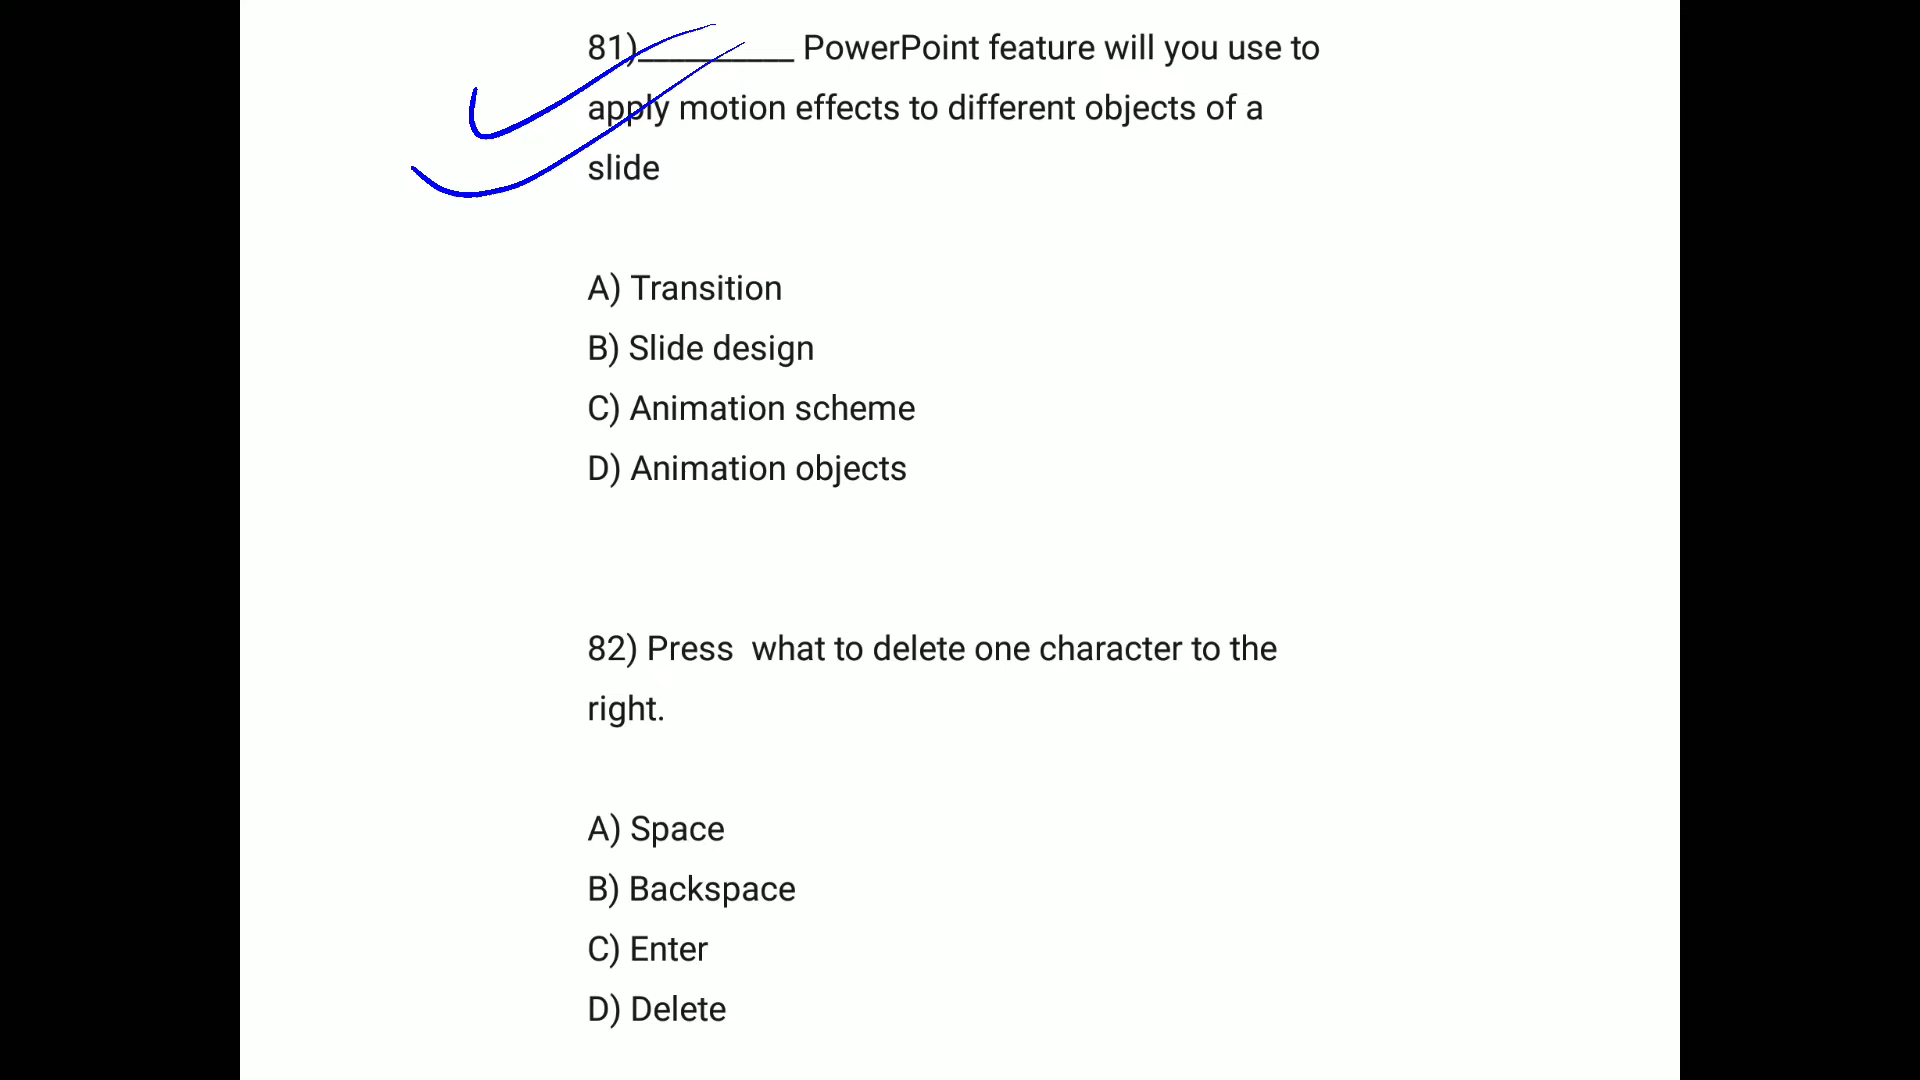 81)_________ PowerPoint feature will you use to
apply motion effects to different objects of a
slide
A) Transition
B) Slide design
C) Animation scheme
D) Animation objects
82) Press  what to delete one character to the
right.
A) Space
B) Backspace
C) Enter
D) Delete